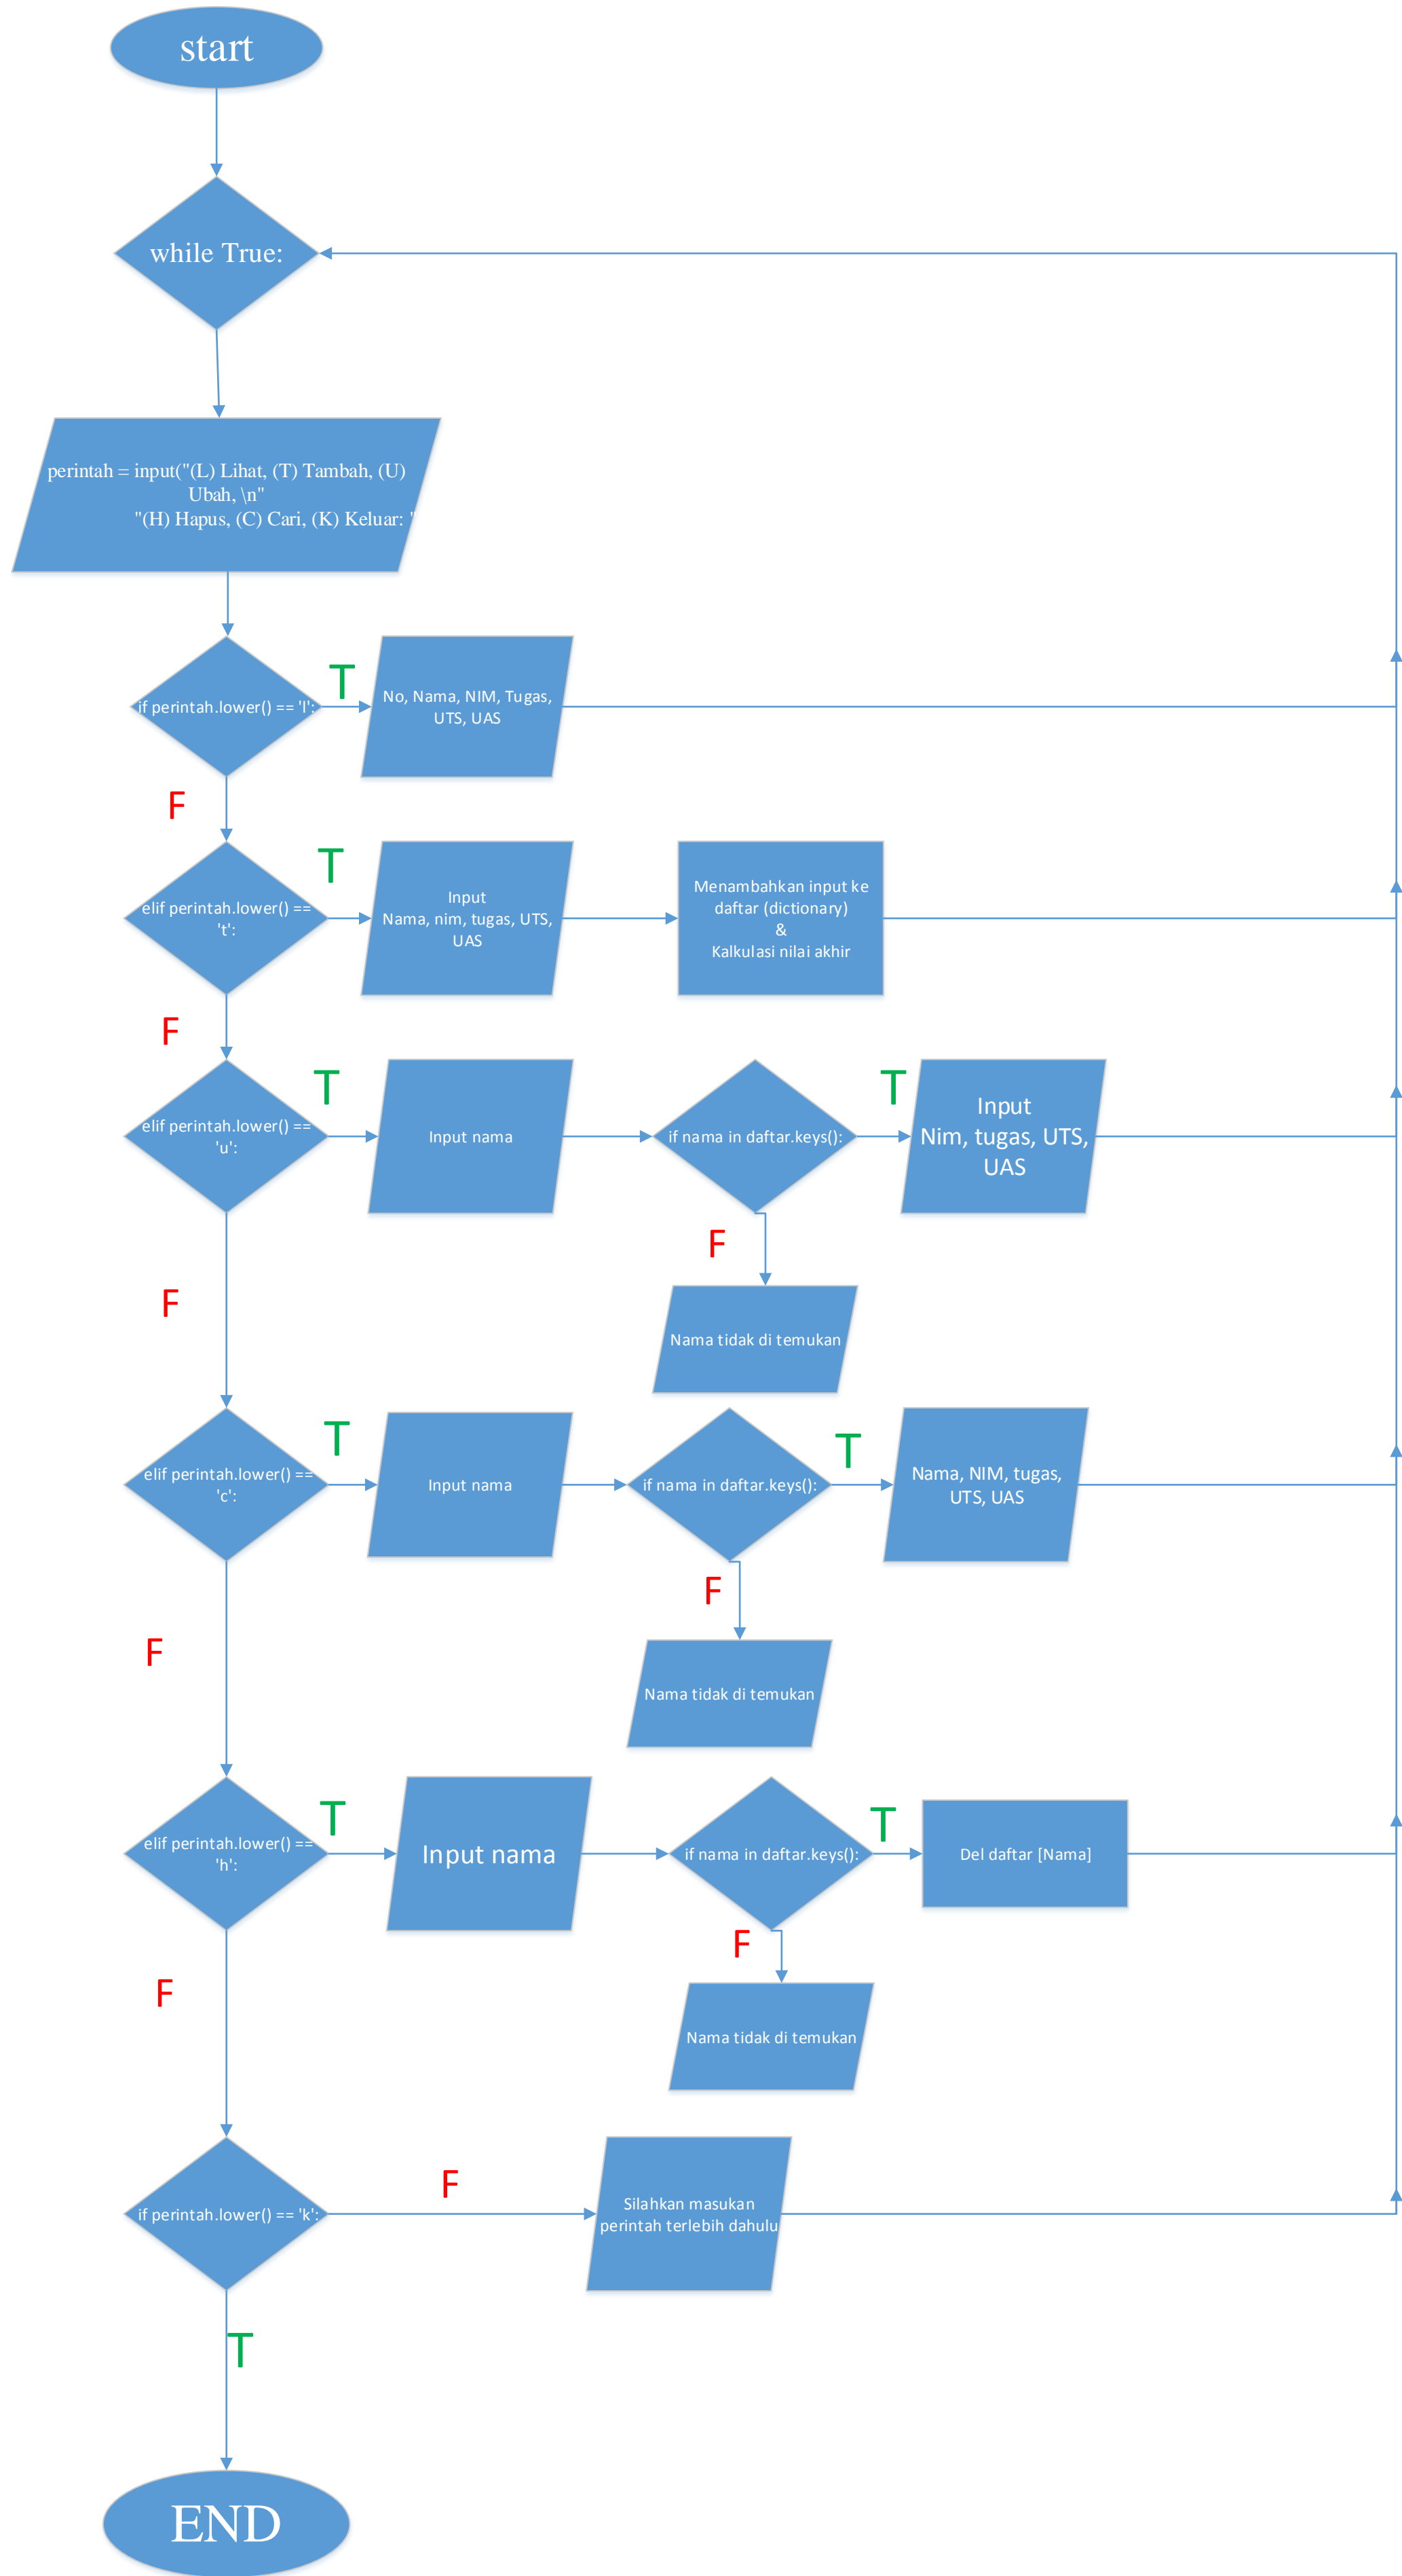 start
while True:
perintah = input("(L) Lihat, (T) Tambah, (U)
Ubah, \n"
"(H) Hapus, (C) Cari, (K) Keluar: "
if perintah.lower() == 'l':
T
No, Nama, NIM, Tugas,
UTS, UAS
F
elif perintah.lower() ==
't':
T
Input
Nama, nim, tugas, UTS,
UAS
Menambahkan input ke
daftar (dictionary)
&
Kalkulasi nilai akhir
F
elif perintah.lower() ==
'u':
T
Input nama
if nama in daftar.keys():
T
Input
Nim, tugas, UTS,
UAS
F
Nama tidak di temukan
F
elif perintah.lower() ==
'c':
T
Input nama
if nama in daftar.keys():
T
Nama, NIM, tugas,
UTS, UAS
F
Nama tidak di temukan
F
elif perintah.lower() ==
'h':
T
Input nama
if nama in daftar.keys():
T
Del daftar [Nama]
F
Nama tidak di temukan
F
if perintah.lower() == 'k':
F
Silahkan masukan
perintah terlebih dahulu
T
END